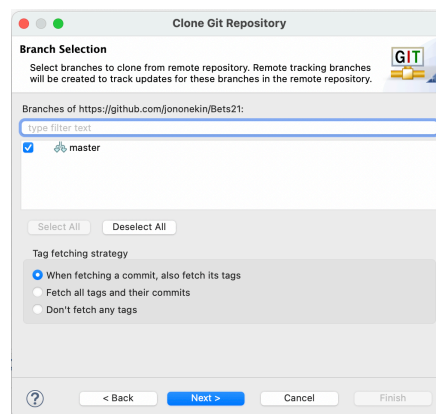 Clone Git Repository
Branch Selection
Select branches to clone from remote repository. Remote tracking branches
will be created to track updates for these branches in the remote repository.
GIT
Branches of https://github.com/jononekin/Bets21:
type filter text
master
Select All
Deselect All
Tag fetching strategy
When fetching a commit, also fetch its tags
Fetch all tags and their commits
Don't fetch any tags
?
< Back
Next >
Cancel
Finish